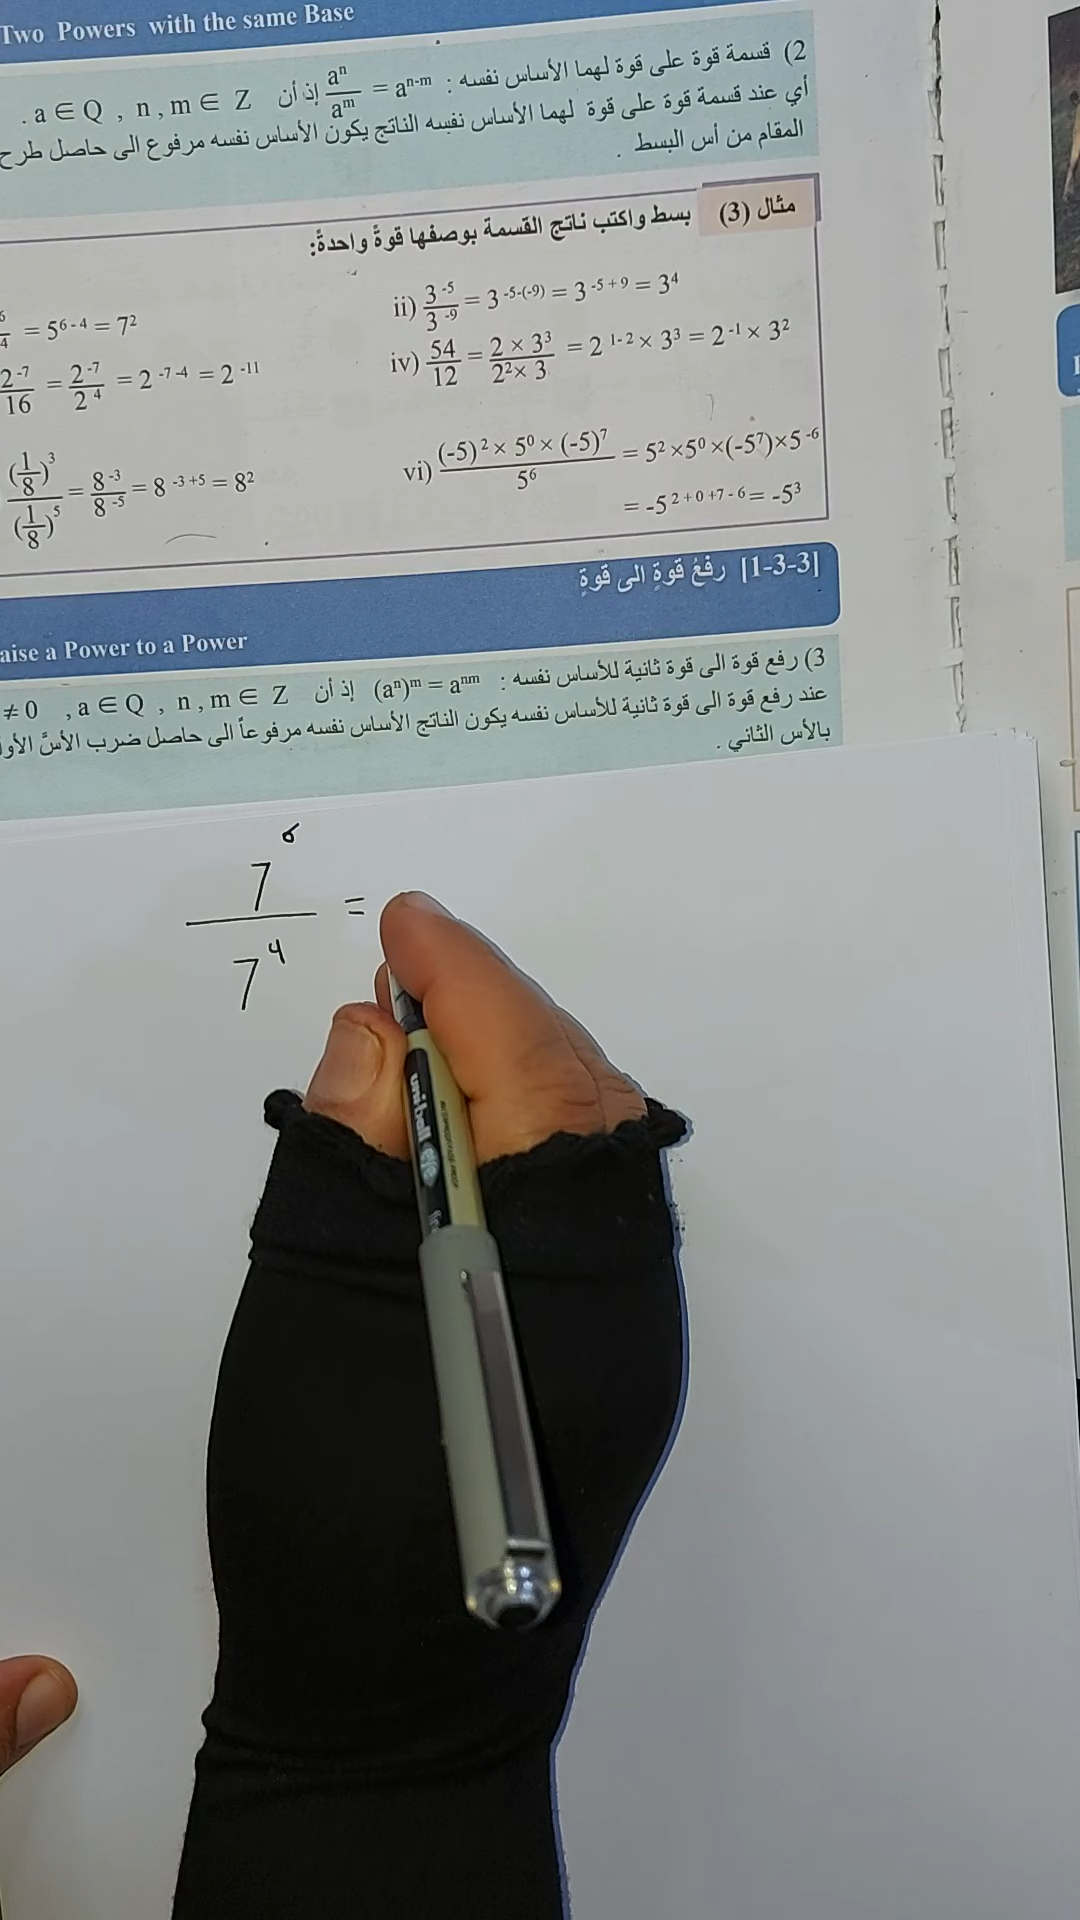 Two Powers with the same Base
2) قسمة قوة على قوة لهما الأساس نفسه : aⁿ/aᵐ = aⁿ⁻ᵐ إذ أن a ∈ Q , n , m ∈ Z .
أي عند قسمة قوة على قوة لهما الأساس نفسه الناتج يكون الأساس نفسه مرفوع الى حاصل طرح
المقام من أس البسط .
مثال (3) بسط واكتب ناتج القسمة بوصفها قوةً واحدةً:
6/4 = 5⁶⁻⁴ = 7²
ii) 3⁻⁵/3⁻⁹ = 3⁻⁵⁻⁽⁻⁹⁾ = 3⁻⁵⁺⁹ = 3⁴
2⁻⁷/16 = 2⁻⁷/2⁴ = 2⁻⁷⁻⁴ = 2⁻¹¹
iv) 54/12 = (2 × 3³)/(2² × 3) = 2¹⁻² × 3³ = 2⁻¹ × 3²
(1/8)³/(1/8)⁵ = 8⁻³/8⁻⁵ = 8⁻³⁺⁵ = 8²
vi) ((-5)² × 5⁰ × (-5)⁷)/5⁶ = 5² × 5⁰ × (-5⁷) × 5⁻⁶
= -5²⁺⁰⁺⁷⁻⁶ = -5³
[1-3-3] رفعُ قوةٍ الى قوةٍ
aise a Power to a Power
3) رفع قوة الى قوة ثانية للأساس نفسه : (aⁿ)ᵐ = aⁿᵐ إذ أن ≠ 0 , a ∈ Q , n , m ∈ Z
عند رفع قوة الى قوة ثانية للأساس نفسه يكون الناتج الأساس نفسه مرفوعاً الى حاصل ضرب الأسَّ الأو
بالأس الثاني .
7⁶/7⁴ =
uni-ball eye